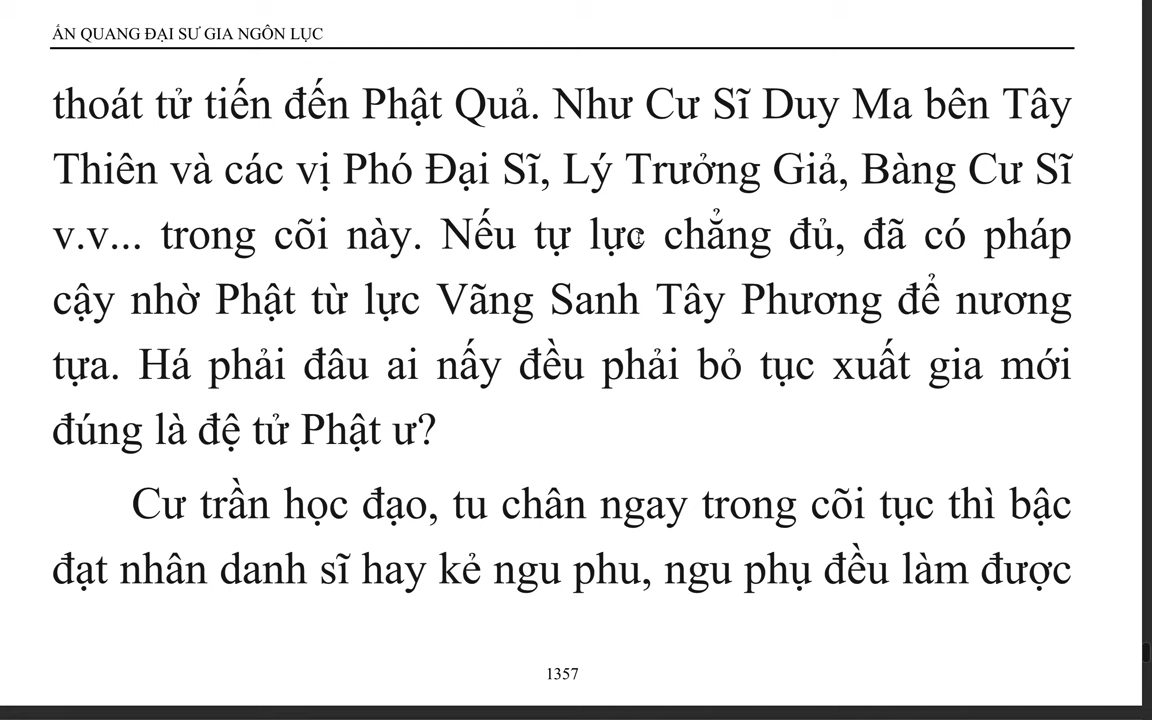 ẤN QUANG ĐẠI SƯ GIA NGÔN LỤC
thoát tử tiến đến Phật Quả. Như Cư Sĩ Duy Ma bên Tây
Thiên và các vị Phó Đại Sĩ, Lý Trưởng Giả, Bàng Cư Sĩ
v.v... trong cõi này. Nếu tự lực chẳng đủ, đã có pháp
cậy nhờ Phật từ lực Vãng Sanh Tây Phương để nương
tựa. Há phải đâu ai nấy đều phải bỏ tục xuất gia mới
đúng là đệ tử Phật ư?
Cư trần học đạo, tu chân ngay trong cõi tục thì bậc
đạt nhân danh sĩ hay kẻ ngu phu, ngu phụ đều làm được
1357